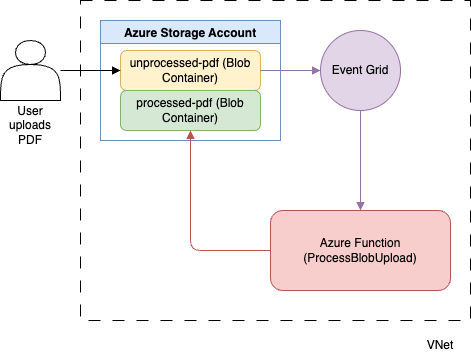 Azure Storage Account
unprocessed-pdf (Blob
Container)
processed-pdf (Blob
Container)
Event Grid
User
uploads
PDF
Azure Function
(ProcessBlobUpload)
VNet